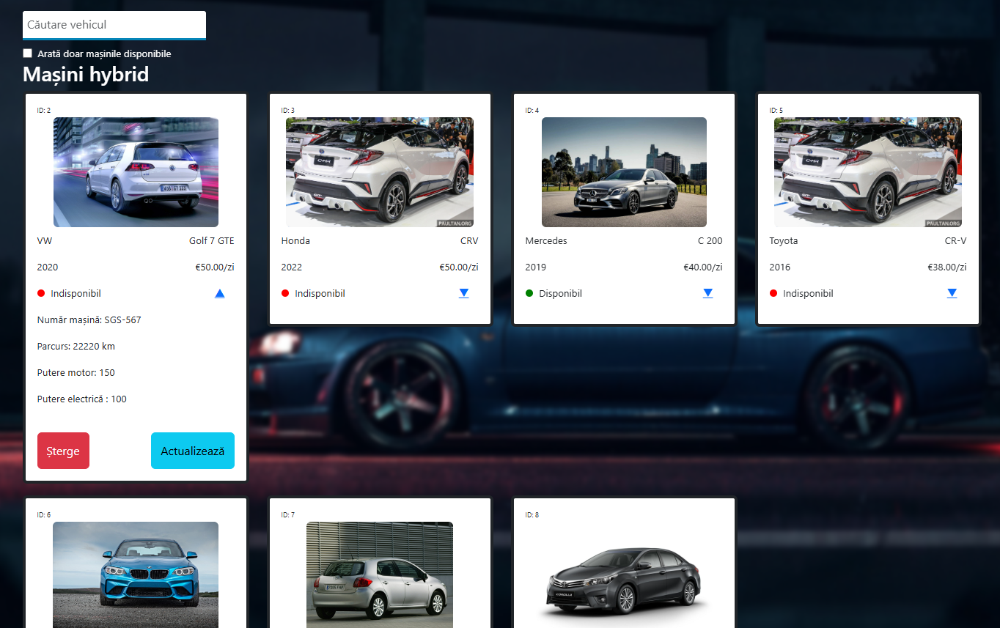 Căutare vehicul
Arată doar mașinile disponibile
Mașini hybrid
ID: 2
VW Golf 7 GTE
2020 €50.00/zi
Indisponibil
Număr mașină: SGS-567
Parcurs: 22220 km
Putere motor: 150
Putere electrică : 100
Șterge Actualizează
ID: 3
C-HR
PAULTAN.ORG
Honda CRV
2022 €50.00/zi
Indisponibil
ID: 4
Mercedes C 200
2019 €40.00/zi
Disponibil
ID: 5
C-HR
PAULTAN.ORG
Toyota CR-V
2016 €38.00/zi
Indisponibil
ID: 6
ID: 7
ID: 8
COROLLA